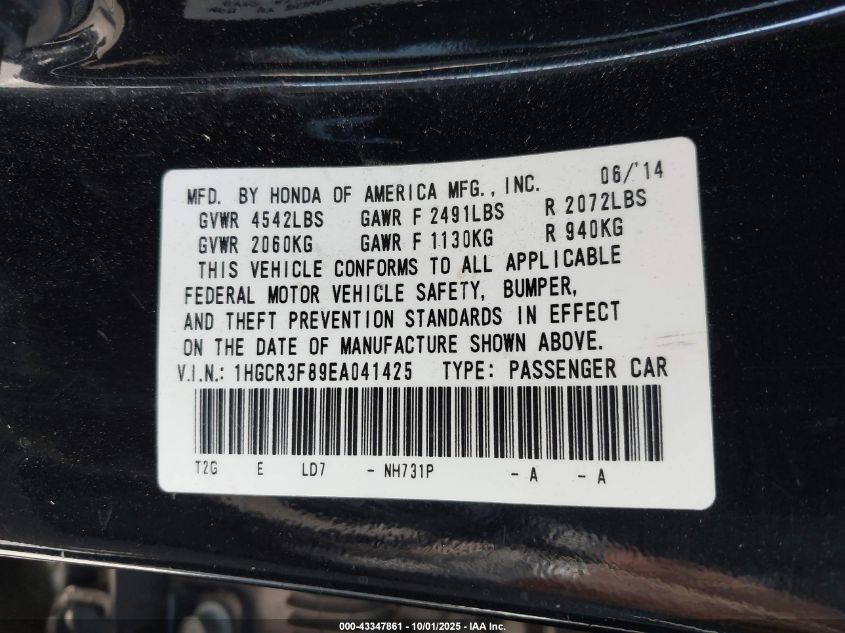 MFD. BY HONDA OF AMERICA MFG., INC. 06/'14
GVWR 4542LBS GAWR F 2491LBS R 2072LBS
GVWR 2060KG GAWR F 1130KG R 940KG
THIS VEHICLE CONFORMS TO ALL APPLICABLE
FEDERAL MOTOR VEHICLE SAFETY, BUMPER,
AND THEFT PREVENTION STANDARDS IN EFFECT
ON THE DATE OF MANUFACTURE SHOWN ABOVE.
V.I.N.: 1HGCR3F89EA041425 TYPE: PASSENGER CAR
T2G E LD7 - NH731P - A - A
000-43347861 - 10/01/2025 - IAA Inc.